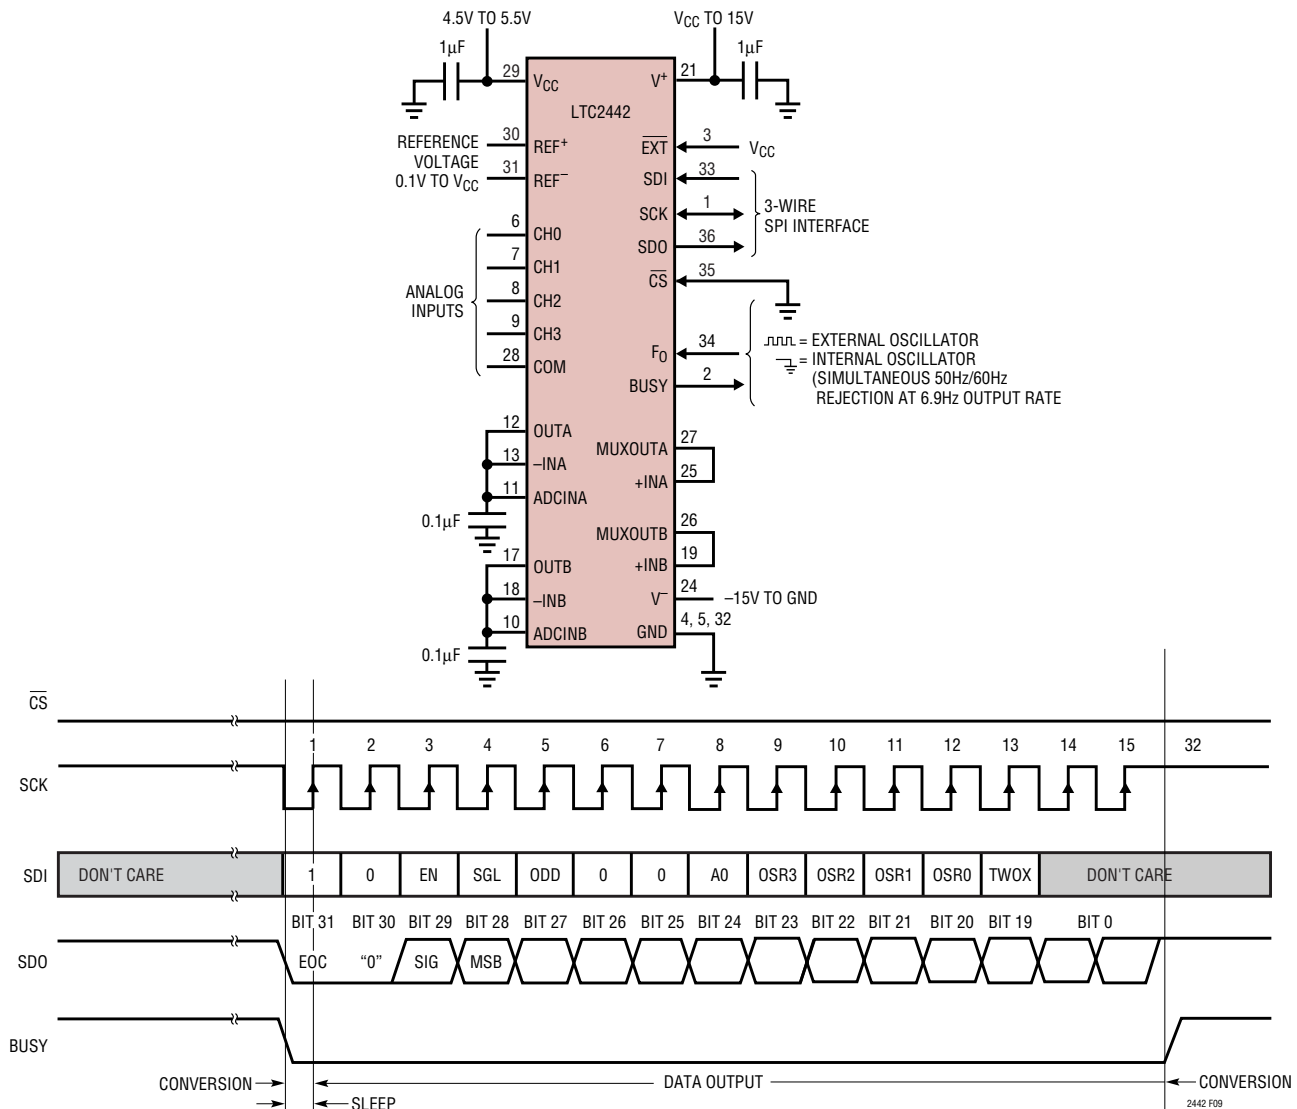 4.5V TO 5.5V
VCC TO 15V
1µF
1µF
29
VCC
V+
21
LTC2442
REFERENCE
VOLTAGE
0.1V TO VCC
30
REF+
31
REF–
EXT
3
VCC
SDI
33
SCK
1
SDO
36
3-WIRE
SPI INTERFACE
CS
35
ANALOG
INPUTS
6
CH0
7
CH1
8
CH2
9
CH3
28
COM
FO
34
BUSY
2
= EXTERNAL OSCILLATOR
= INTERNAL OSCILLATOR
(SIMULTANEOUS 50Hz/60Hz
REJECTION AT 6.9Hz OUTPUT RATE
12
OUTA
13
–INA
11
ADCINA
0.1µF
MUXOUTA
27
+INA
25
MUXOUTB
26
+INB
19
17
OUTB
18
–INB
10
ADCINB
0.1µF
V–
24
–15V TO GND
GND
4, 5, 32
CS
1 2 3 4 5 6 7 8 9 10 11 12 13 14 15 32
SCK
SDI DON'T CARE 1 0 EN SGL ODD 0 0 A0 OSR3 OSR2 OSR1 OSR0 TWOX DON'T CARE
BIT 31 BIT 30 BIT 29 BIT 28 BIT 27 BIT 26 BIT 25 BIT 24 BIT 23 BIT 22 BIT 21 BIT 20 BIT 19 BIT 0
SDO EOC “0” SIG MSB
BUSY
CONVERSION DATA OUTPUT CONVERSION
SLEEP
2442 F09